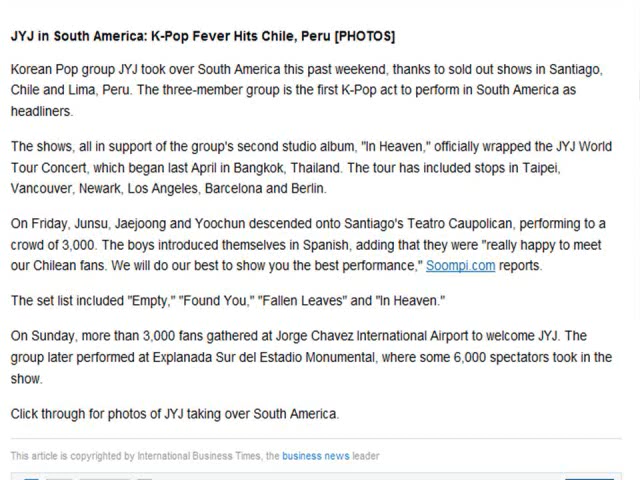 JYJ in South America: K-Pop Fever Hits Chile, Peru [PHOTOS]
Korean Pop group JYJ took over South America this past weekend, thanks to sold out shows in Santiago,
Chile and Lima, Peru. The three-member group is the first K-Pop act to perform in South America as
headliners.
The shows, all in support of the group's second studio album, "In Heaven," officially wrapped the JYJ World
Tour Concert, which began last April in Bangkok, Thailand. The tour has included stops in Taipei,
Vancouver, Newark, Los Angeles, Barcelona and Berlin.
On Friday, Junsu, Jaejoong and Yoochun descended onto Santiago's Teatro Caupolican, performing to a
crowd of 3,000. The boys introduced themselves in Spanish, adding that they were "really happy to meet
our Chilean fans. We will do our best to show you the best performance," Soompi.com reports.
The set list included "Empty," "Found You," "Fallen Leaves" and "In Heaven."
On Sunday, more than 3,000 fans gathered at Jorge Chavez International Airport to welcome JYJ. The
group later performed at Explanada Sur del Estadio Monumental, where some 6,000 spectators took in the
show.
Click through for photos of JYJ taking over South America.
This article is copyrighted by International Business Times, the business news leader